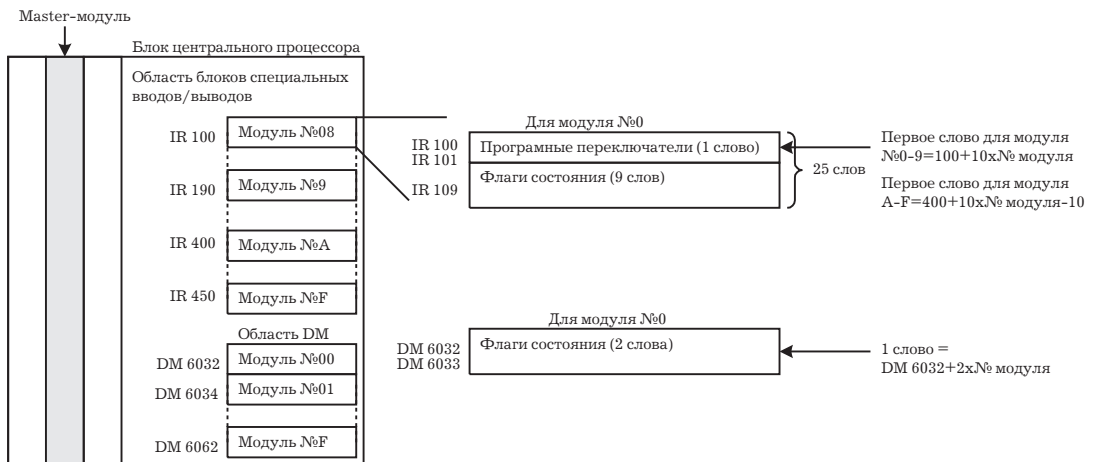 Master-модуль
Блок центрального процессора
Область блоков специальных
вводов/выводов
IR 100
Модуль №08
IR 190
Модуль №9
IR 400
Модуль №A
IR 450
Модуль №F
Область DM
DM 6032
Модуль №00
DM 6034
Модуль №01
DM 6062
Модуль №F
Для модуля №0
IR 100
Програмные переключатели (1 слово)
IR 101
Флаги состояния (9 слов)
IR 109
25 слов
Первое слово для модуля
№0-9=100+10x№ модуля
Первое слово для модуля
A-F=400+10x№ модуля-10
Для модуля №0
DM 6032
Флаги состояния (2 слова)
DM 6033
1 слово =
DM 6032+2x№ модуля